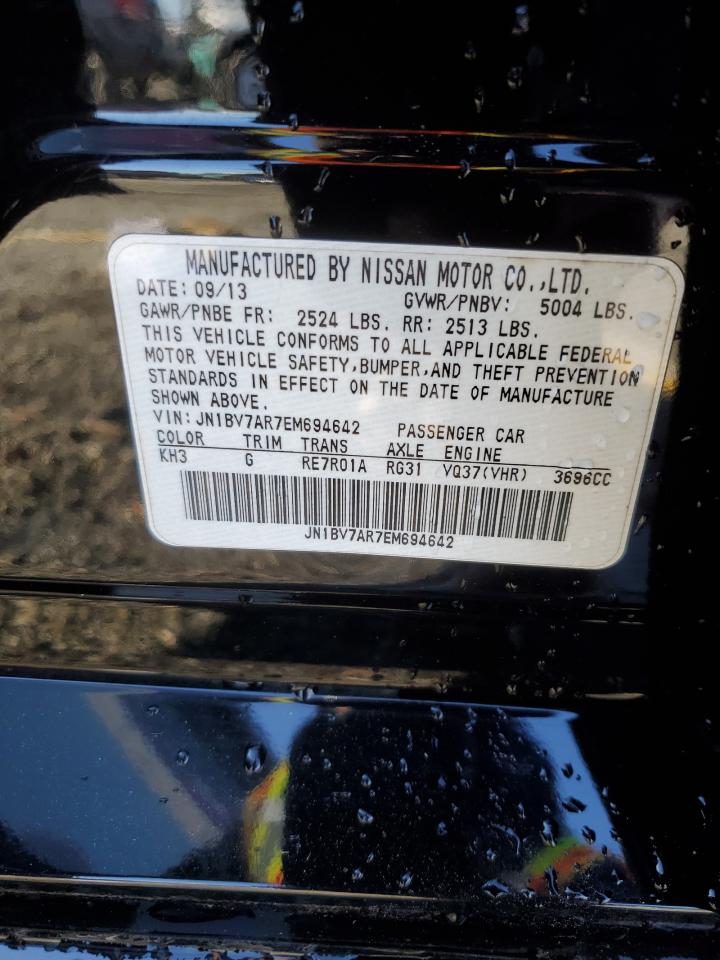 MANUFACTURED BY NISSAN MOTOR CO.,LTD.
DATE: 09/13 GVWR/PNBV: 5004 LBS.
GAWR/PNBE FR: 2524 LBS. RR: 2513 LBS.
THIS VEHICLE CONFORMS TO ALL APPLICABLE FEDERAL
MOTOR VEHICLE SAFETY,BUMPER,AND THEFT PREVENTION
STANDARDS IN EFFECT ON THE DATE OF MANUFACTURE
SHOWN ABOVE.
VIN: JN1BV7AR7EM694642 PASSENGER CAR
COLOR TRIM TRANS AXLE ENGINE
KH3 G RE7R01A RG31 VQ37(VHR) 3696CC
JN1BV7AR7EM694642